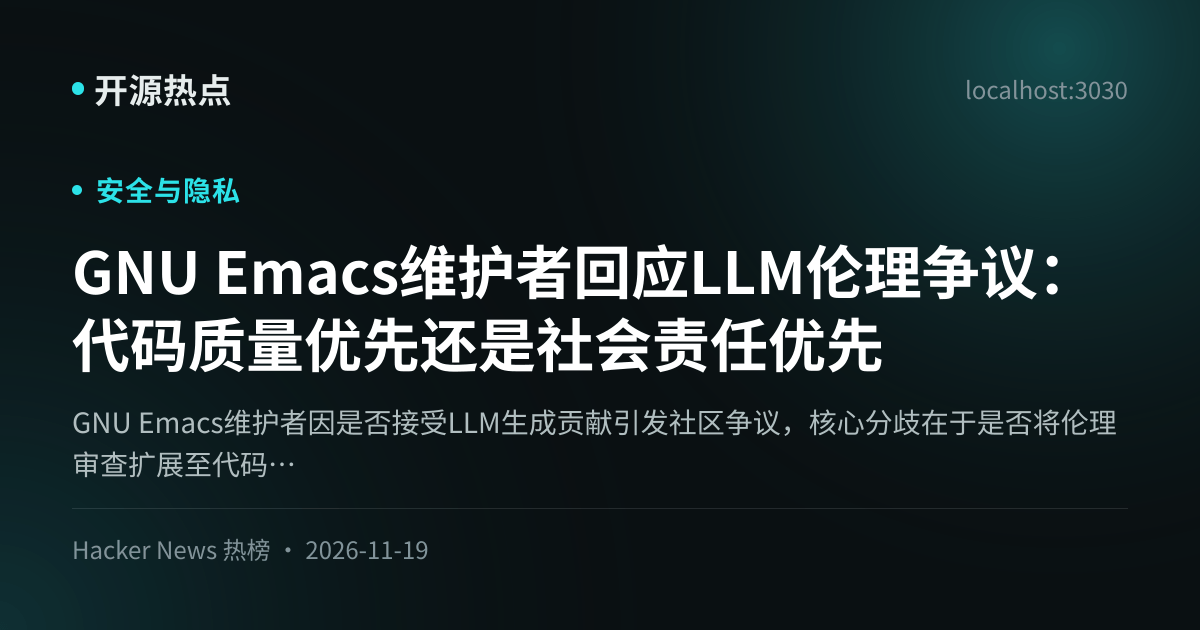 开源热点
localhost:3030
安全与隐私
GNU Emacs维护者回应LLM伦理争议：
代码质量优先还是社会责任优先
GNU Emacs维护者因是否接受LLM生成贡献引发社区争议，核心分歧在于是否将伦理
审查扩展至代码…
Hacker News 热榜 · 2026-11-19